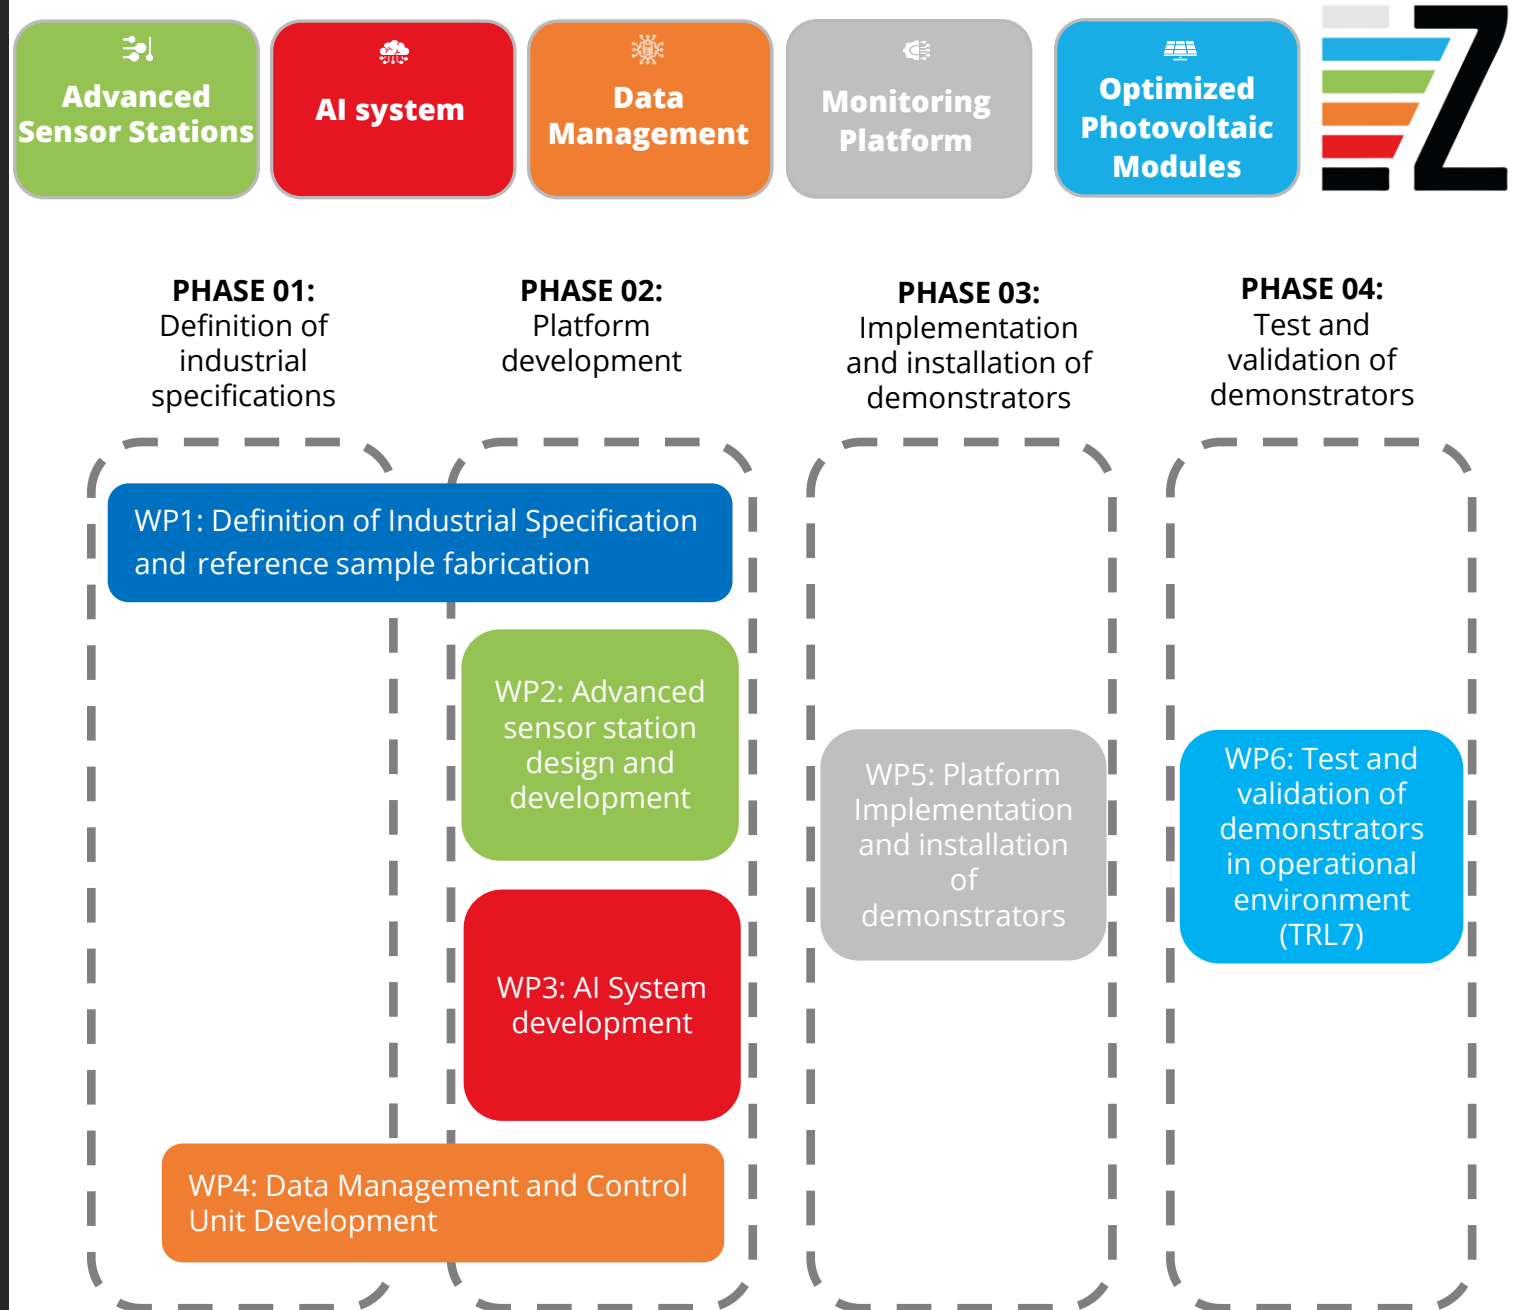 Advanced
Sensor Stations
AI system
Data
Management
Monitoring
Platform
Optimized
Photovoltaic
Modules
Z
PHASE 01:
Definition of
industrial
specifications
PHASE 02:
Platform
development
PHASE 03:
Implementation
and installation of
demonstrators
PHASE 04:
Test and
validation of
demonstrators
WP1: Definition of Industrial Specification
and reference sample fabrication
WP2: Advanced
sensor station
design and
development
WP3: AI System
development
WP4: Data Management and Control
Unit Development
WP5: Platform
Implementation
and installation
of
demonstrators
WP6: Test and
validation of
demonstrators
in operational
environment
(TRL7)